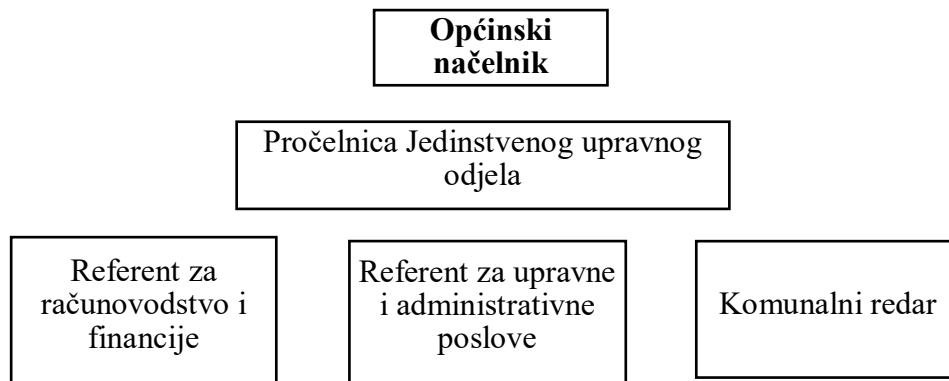 Općinski
načelnik
Pročelnica Jedinstvenog upravnog
odjela
Referent za
računovodstvo i
financije
Referent za upravne
i administrativne
poslove
Komunalni redar